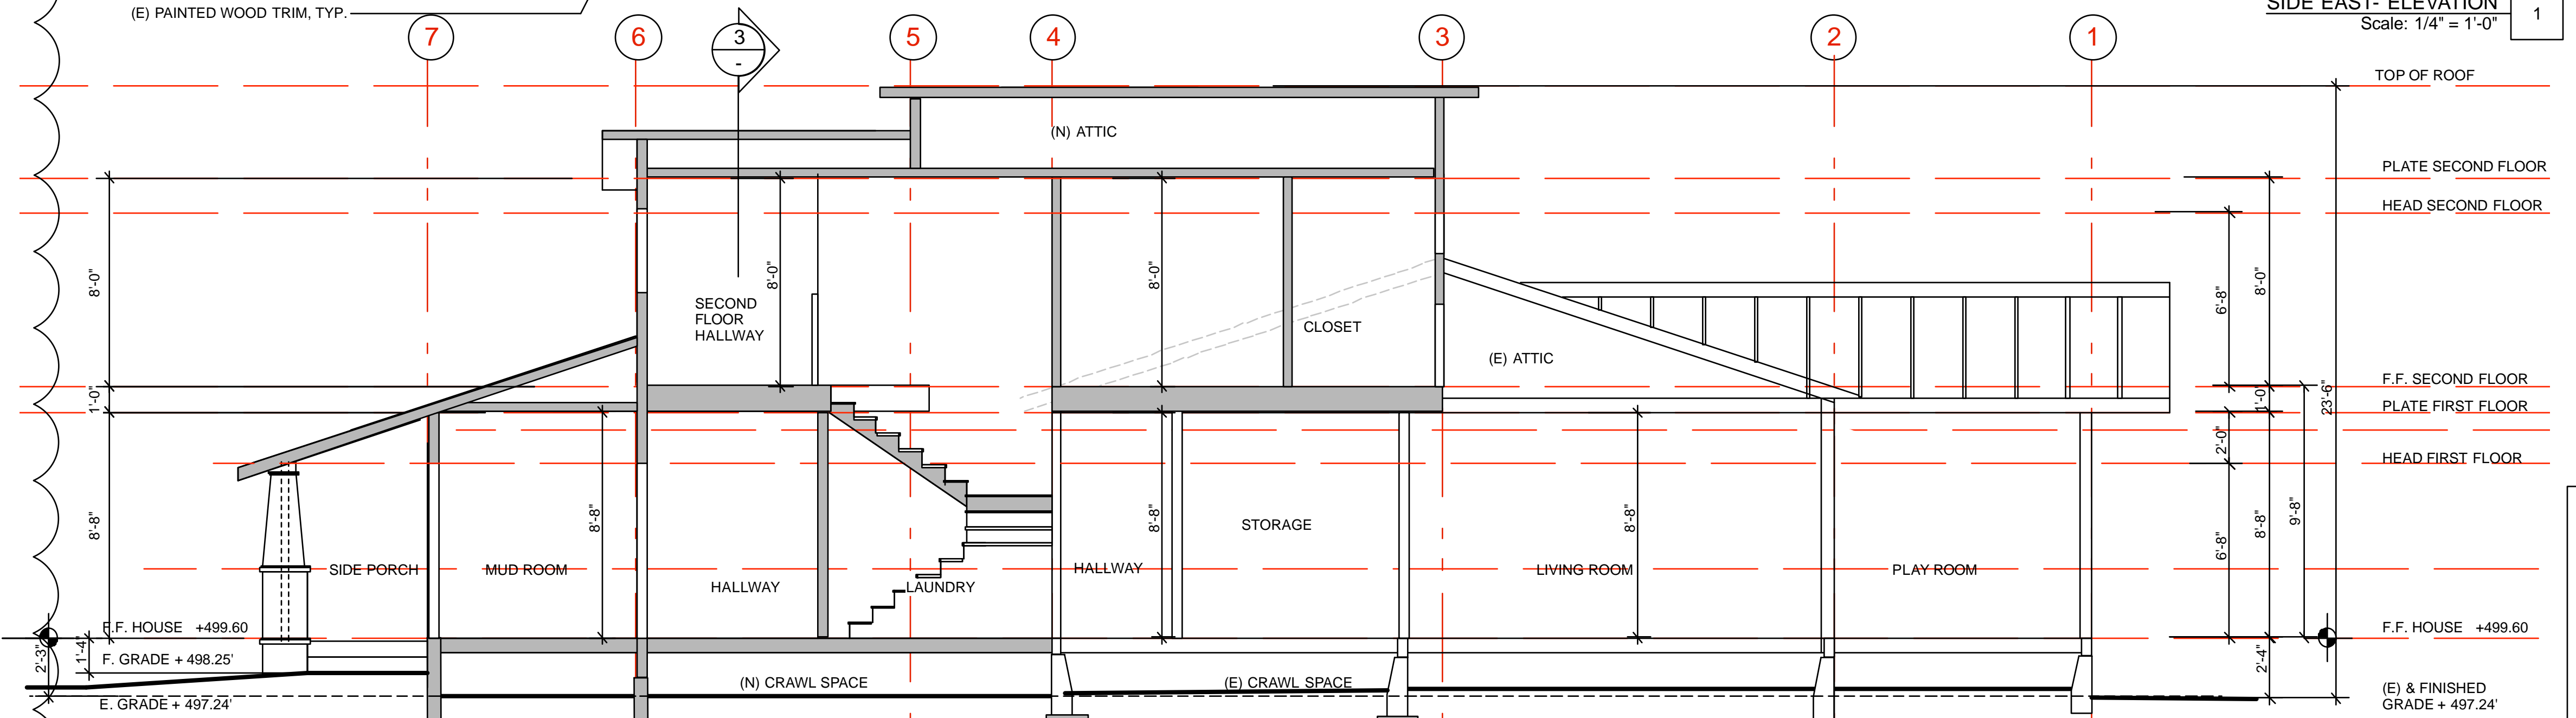 (E) PAINTED WOOD TRIM, TYP.
SIDE EAST- ELEVATION
Scale: 1/4" = 1'-0"
1
7
6
3
-
5
4
3
2
1
TOP OF ROOF
(N) ATTIC
PLATE SECOND FLOOR
HEAD SECOND FLOOR
8'-0"
8'-0"
8'-0"
6'-8"
8'-0"
SECOND
FLOOR
HALLWAY
CLOSET
(E) ATTIC
F.F. SECOND FLOOR
1'-0"
1'-0"
23'-6"
PLATE FIRST FLOOR
2'-0"
HEAD FIRST FLOOR
8'-8"
8'-8"
8'-8"
STORAGE
8'-8"
6'-8"
8'-8"
9'-8"
SIDE PORCH
MUD ROOM
HALLWAY
LAUNDRY
HALLWAY
LIVING ROOM
PLAY ROOM
F.F. HOUSE +499.60
F.F. HOUSE +499.60
2'-3"
1'-4"
F. GRADE + 498.25'
2'-4"
(N) CRAWL SPACE
(E) CRAWL SPACE
E. GRADE + 497.24'
(E) & FINISHED
GRADE + 497.24'